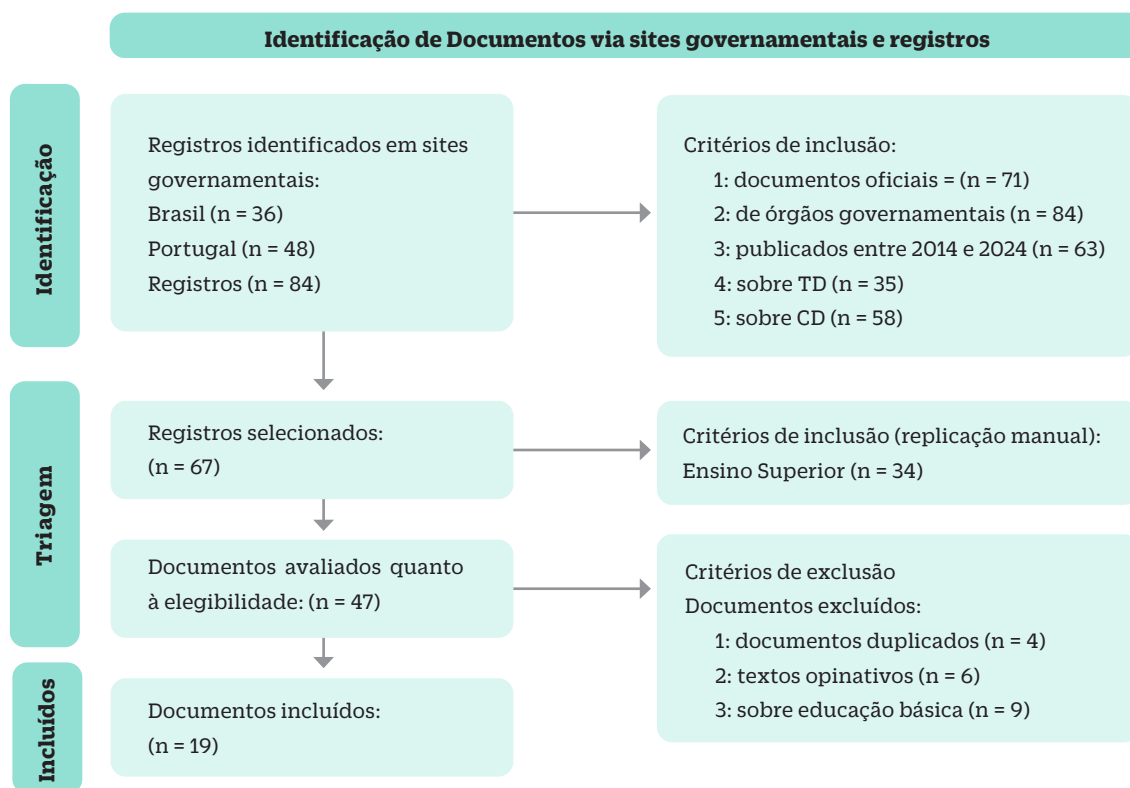 Identificação de Documentos via sites governamentais e registros
Identificação
Registros identificados em sites
governamentais:
Brasil (n = 36)
Portugal (n = 48)
Registros (n = 84)
Critérios de inclusão:
1: documentos oficiais = (n = 71)
2: de órgãos governamentais (n = 84)
3: publicados entre 2014 e 2024 (n = 63)
4: sobre TD (n = 35)
5: sobre CD (n = 58)
Triagem
Registros selecionados:
(n = 67)
Critérios de inclusão (replicação manual):
Ensino Superior (n = 34)
Documentos avaliados quanto
à elegibilidade: (n = 47)
Critérios de exclusão
Documentos excluídos:
1: documentos duplicados (n = 4)
2: textos opinativos (n = 6)
3: sobre educação básica (n = 9)
Incluídos
Documentos incluídos:
(n = 19)